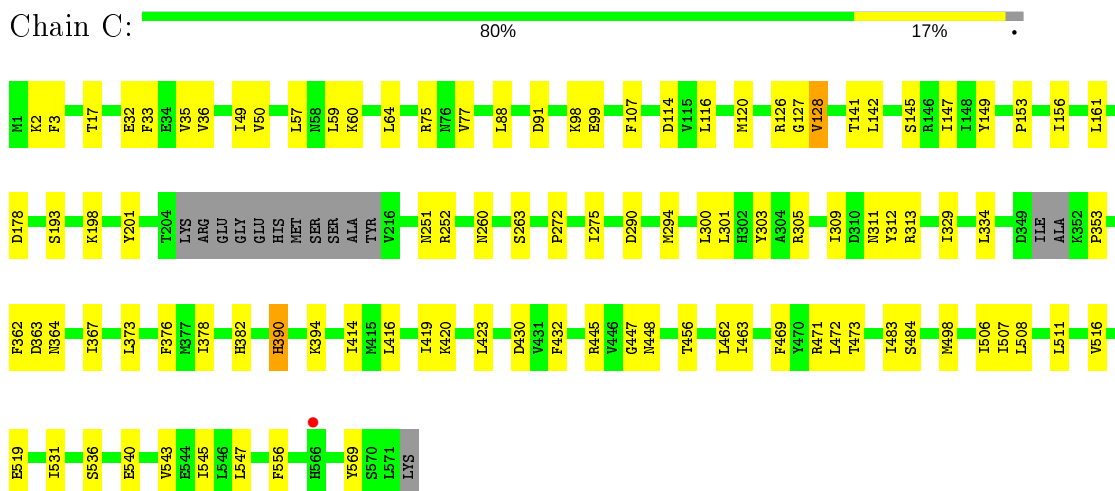 Chain C:
80% 17% •
M1 K2 F3 T17 E32 F33 E34 V35 V36 I49 V50 L57 N58 L59 K60 L64 R75 N76 V77 L88 D91 K98 E99 F107 D114 V115 L116 M120 R126 G127 V128 T141 L142 S145 R146 I147 I148 Y149 P153 I156 L161
D178 S193 K198 Y201 T204 LYS ARG GLU GLY GLU HIS MET SER SER ALA TYR V216 N251 R252 N260 S263 P272 I275 D290 M294 L300 L301 H302 Y303 A304 R305 I309 D310 N311 Y312 R313 I329 L334 D349 ILE ALA K352 P353
F362 D363 N364 I367 L373 F376 M377 I378 H382 H390 K394 I414 M415 L416 I419 K420 L423 D430 V431 F432 R445 V446 G447 N448 T456 L462 I463 F469 Y470 R471 L472 T473 I483 S484 M498 I506 I507 L508 L511 V516
E519 I531 S536 E540 V543 E544 I545 L546 L547 F556 H566 Y569 S570 L571 LYS